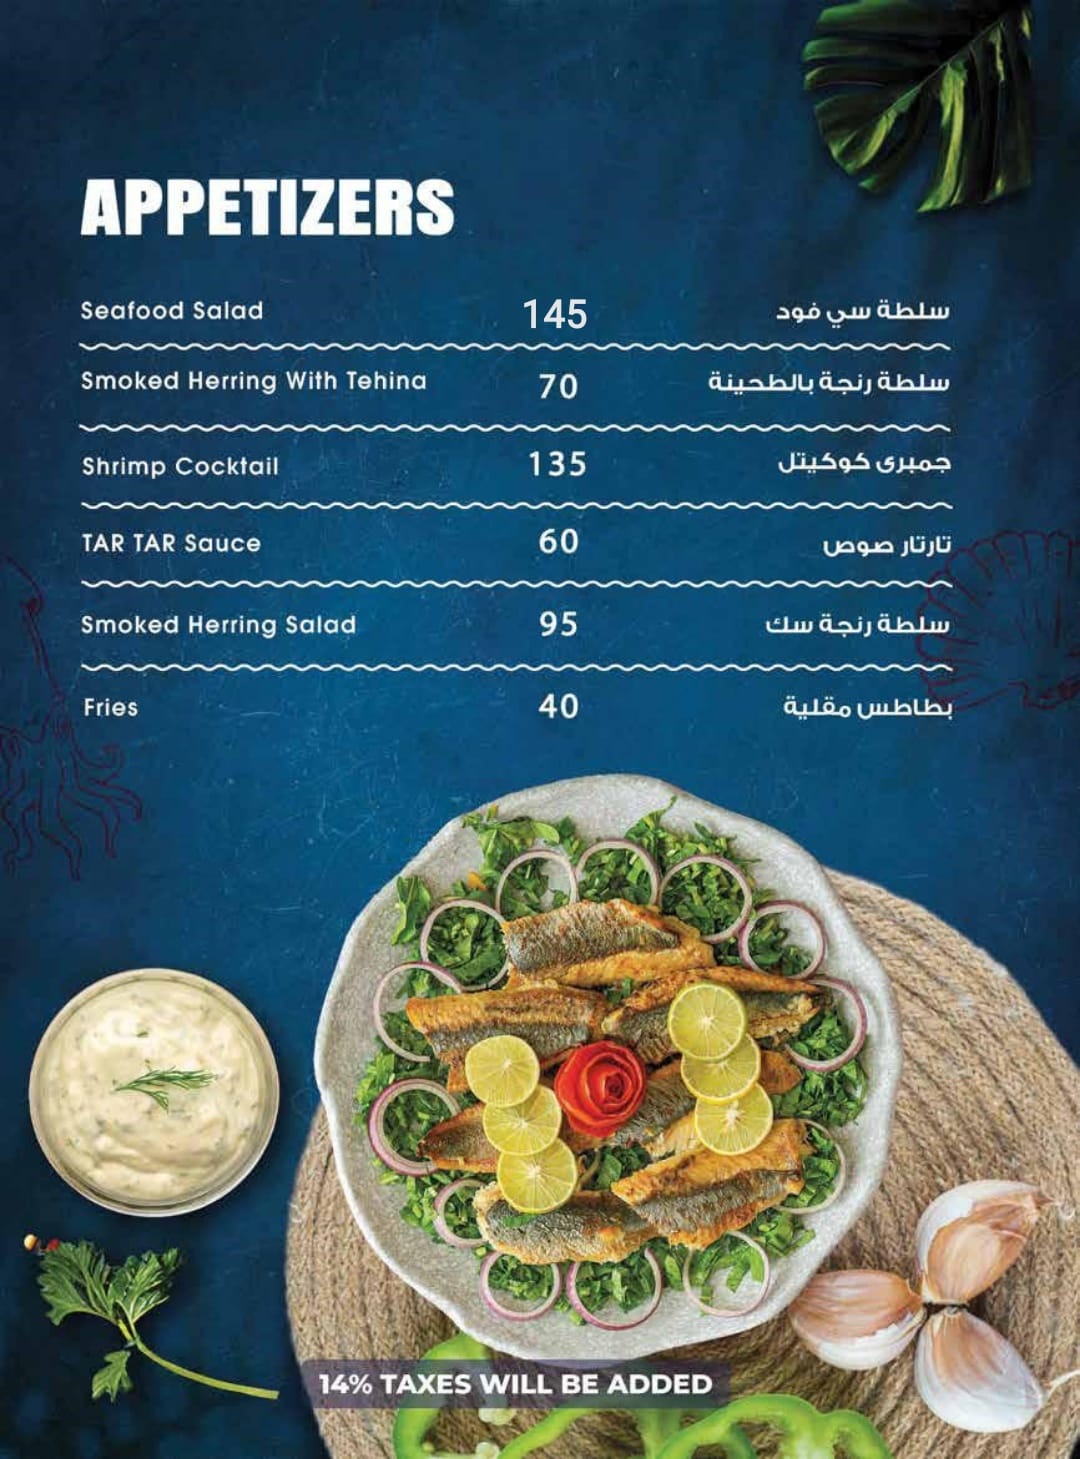 APPETIZERS
Seafood Salad 145 سلطة سي فود
Smoked Herring With Tehina 70 سلطة رنجة بالطحينة
Shrimp Cocktail 135 جمبرى كوكيتل
TAR TAR Sauce 60 تارتار صوص
Smoked Herring Salad 95 سلطة رنجة سك
Fries 40 بطاطس مقلية
14% TAXES WILL BE ADDED